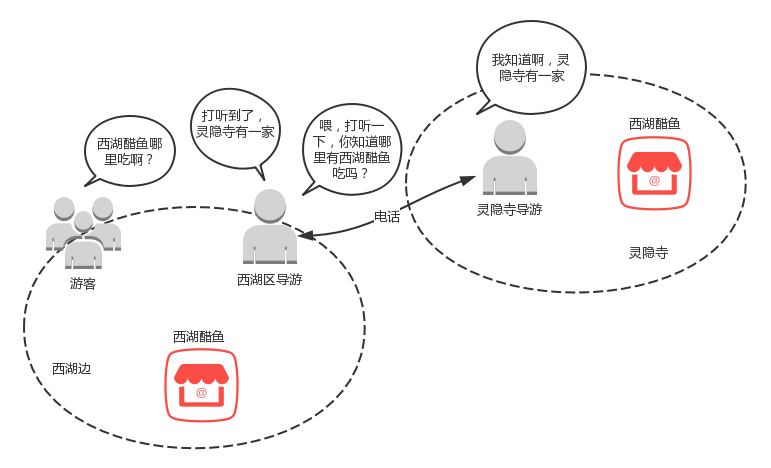 我知道啊，灵
隐寺有一家
打听到了，
灵隐寺有一家
喂，打听一
下，你知道哪
里有西湖醋鱼
吃吗？
西湖醋鱼哪
里吃啊？
西湖醋鱼
@
灵隐寺导游
电话
灵隐寺
游客
西湖区导游
西湖醋鱼
西湖边
@